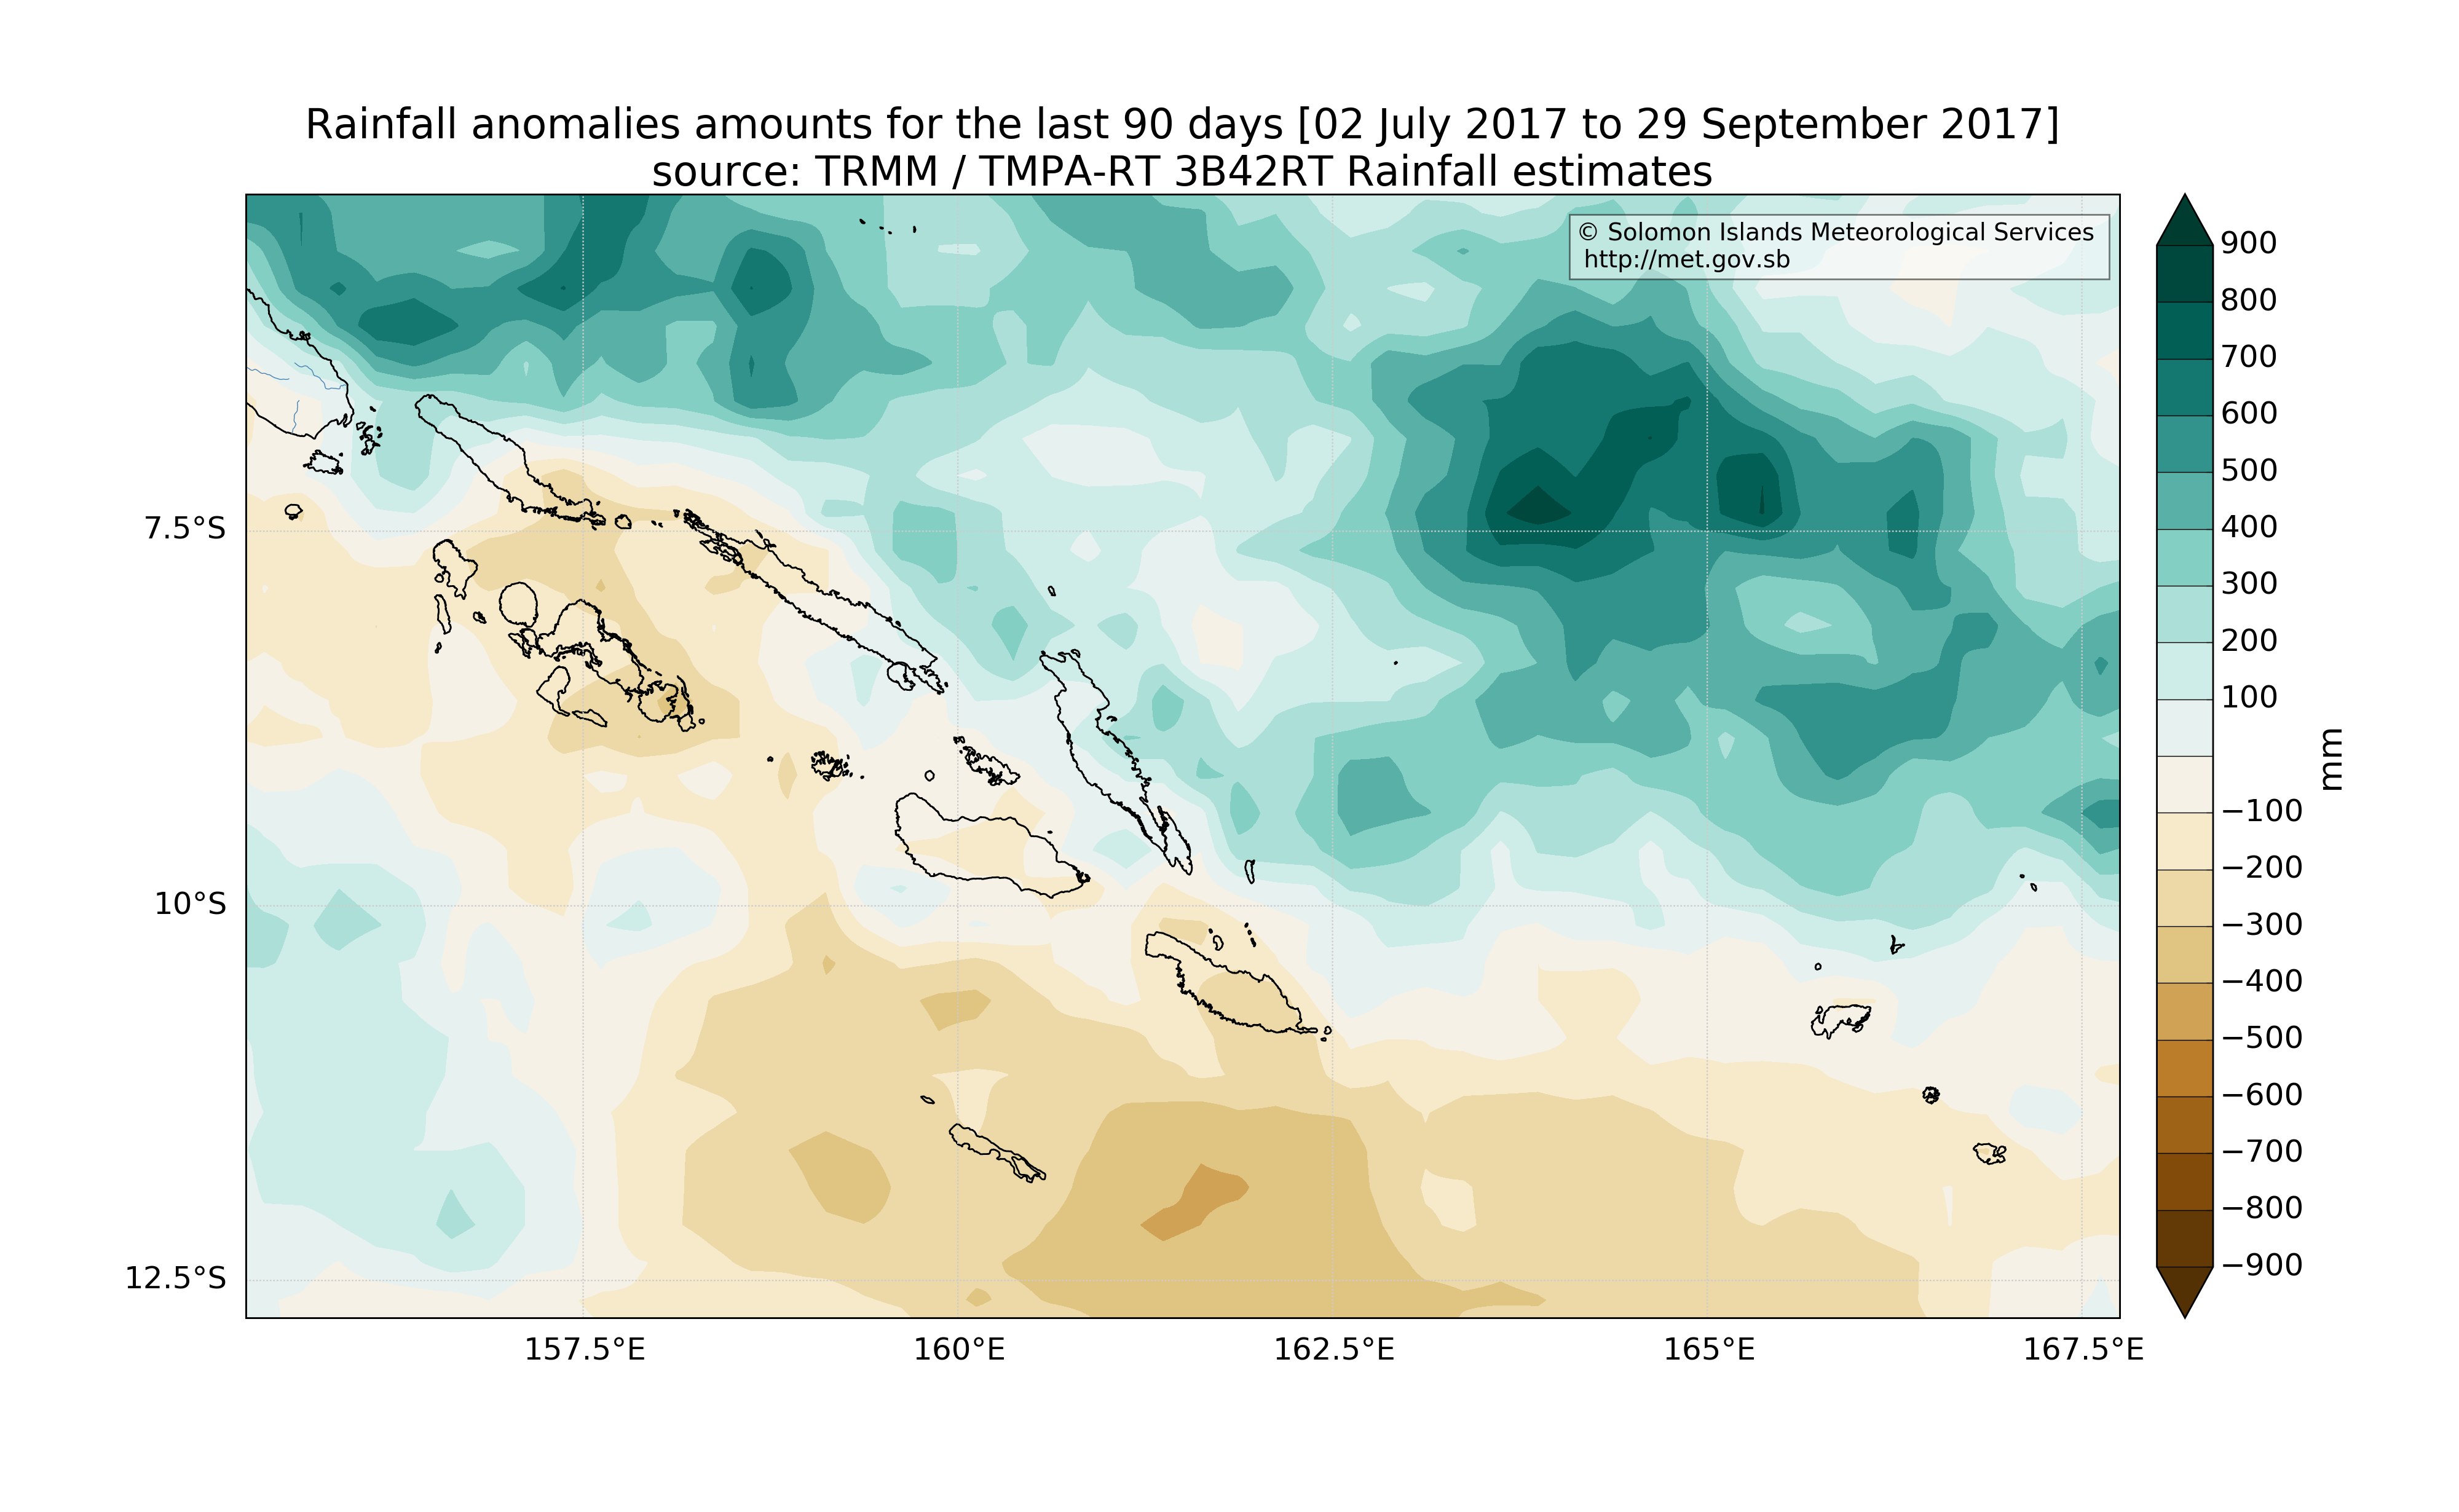 Rainfall anomalies amounts for the last 90 days [02 July 2017 to 29 September 2017]
source: TRMM / TMPA-RT 3B42RT Rainfall estimates
© Solomon Islands Meteorological Services
http://met.gov.sb
7.5°S
10°S
12.5°S
157.5°E
160°E
162.5°E
165°E
167.5°E
900
800
700
600
500
400
300
200
100
−100
−200
−300
−400
−500
−600
−700
−800
−900
mm